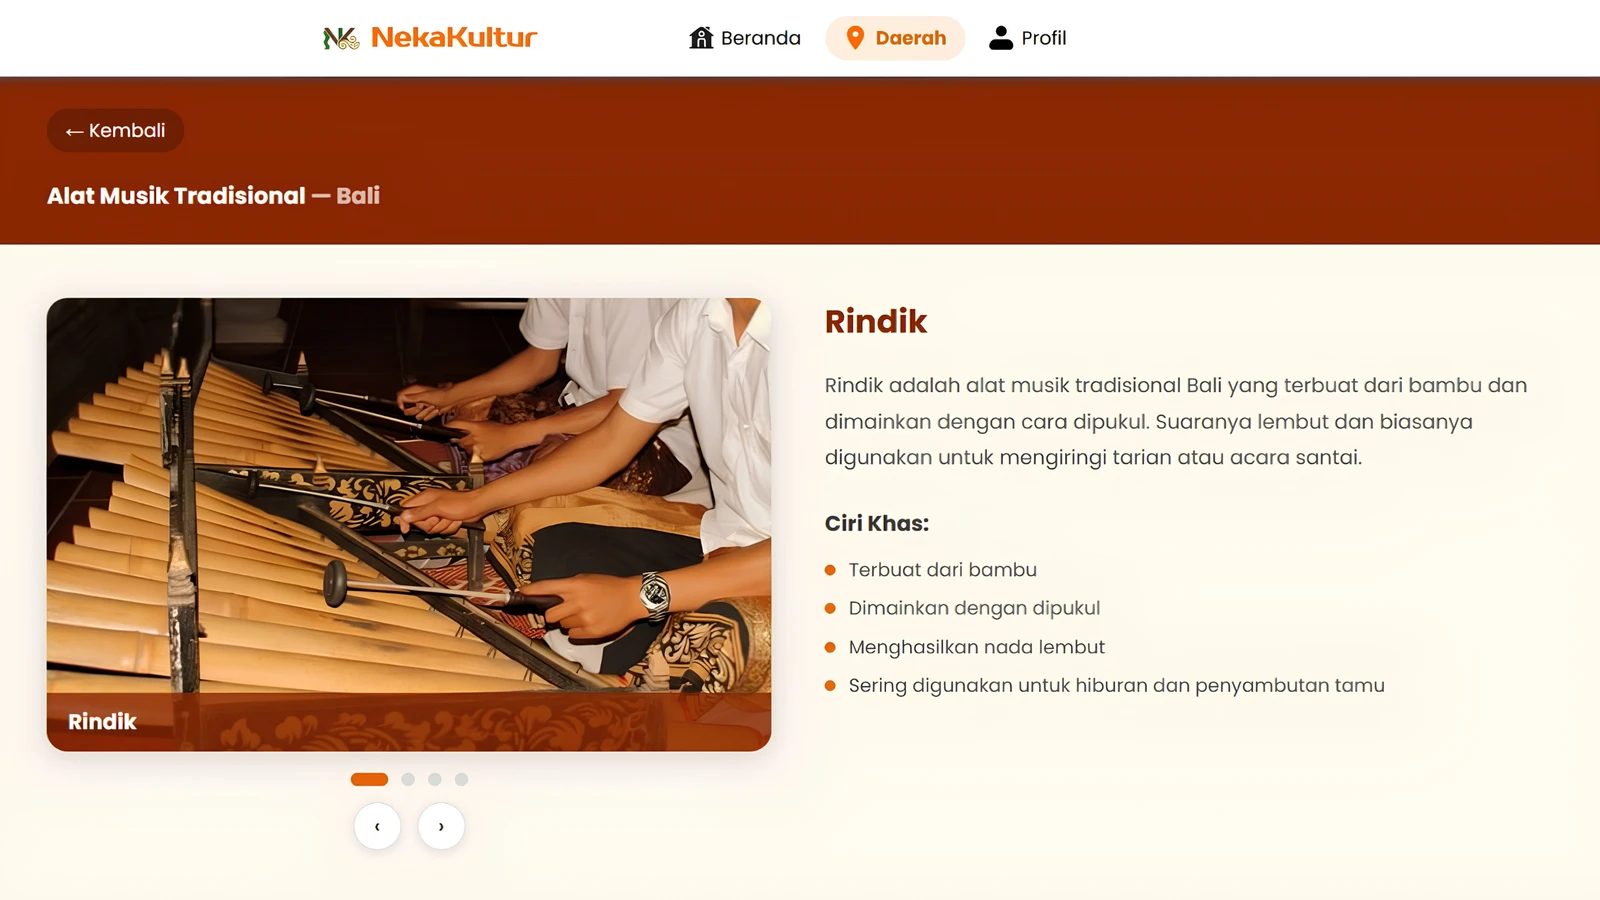 NekaKultur
Beranda
Daerah
Profil
← Kembali
Alat Musik Tradisional — Bali
Rindik
Rindik
Rindik adalah alat musik tradisional Bali yang terbuat dari bambu dan
dimainkan dengan cara dipukul. Suaranya lembut dan biasanya
digunakan untuk mengiringi tarian atau acara santai.
Ciri Khas:
Terbuat dari bambu
Dimainkan dengan dipukul
Menghasilkan nada lembut
Sering digunakan untuk hiburan dan penyambutan tamu
‹ ›